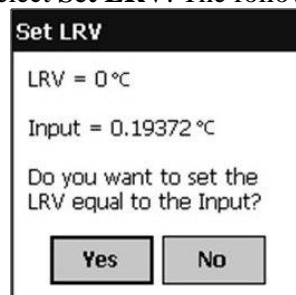 Set LRV
LRV = 0 °C
Input = 0.19372 °C
Do you want to set the
LRV equal to the Input?
Yes No